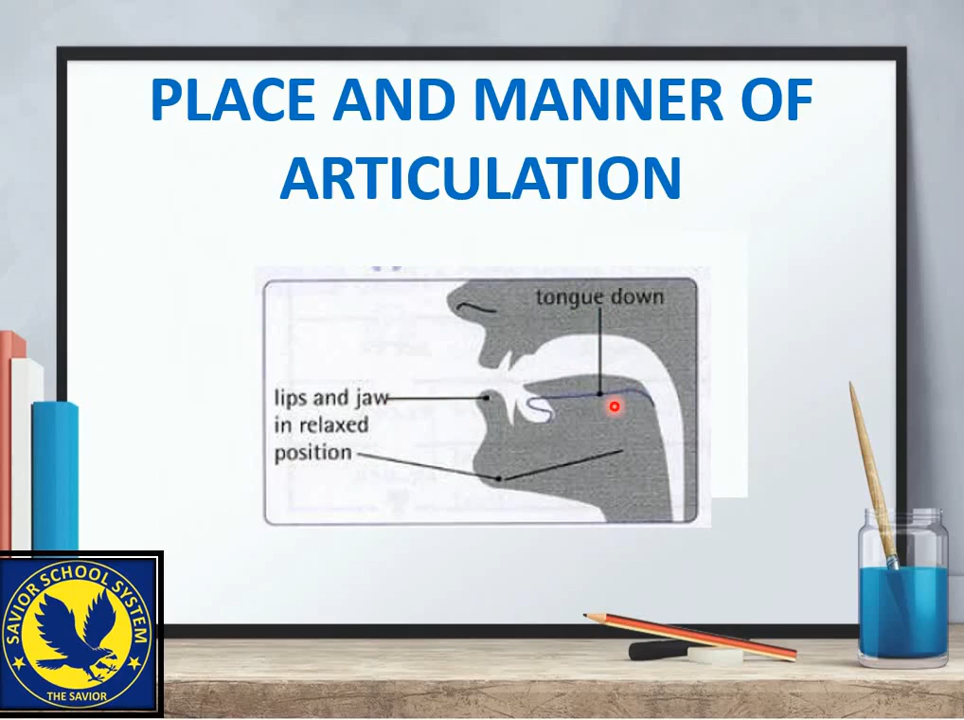 PLACE AND MANNER OF
ARTICULATION
tongue down
lips and jaw
in relaxed
position
SAVIOR SCHOOL SYSTEM
THE SAVIOR